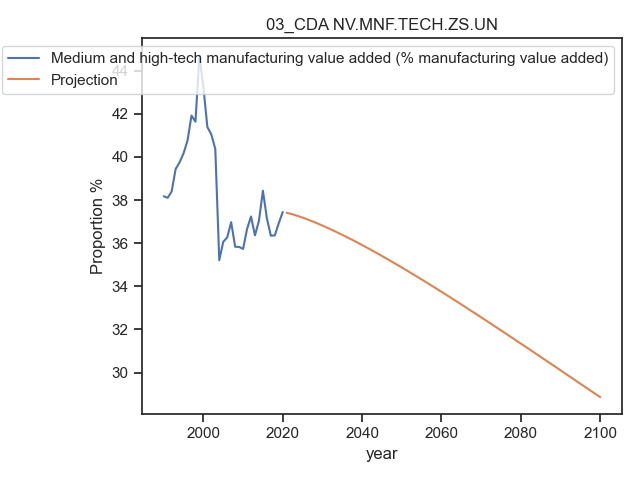 03_CDA NV.MNF.TECH.ZS.UN
Medium and high-tech manufacturing value added (% manufacturing value added)
Projection
44
42
40
38
36
34
32
30
Proportion %
2000 2020 2040 2060 2080 2100
year